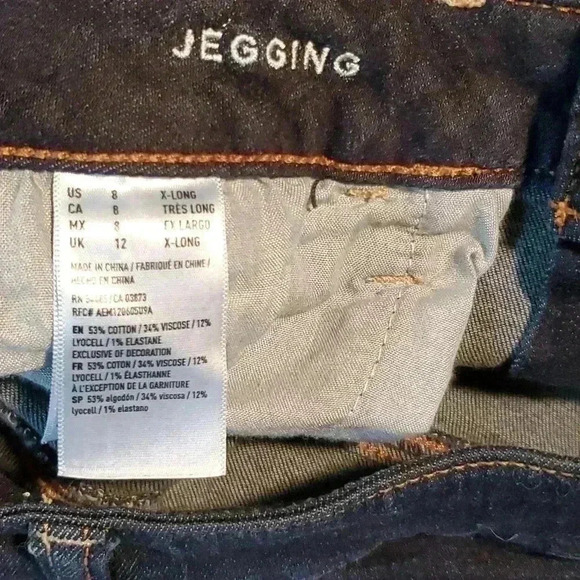 JEGGING
US 8 X-LONG
CA 8 TRÈS LONG
MX 8 EX LARGO
UK 12 X-LONG
MADE IN CHINA / FABRIQUÉ EN CHINE /
HECHO EN CHINA
RN / CA 03873
RFC# AEM12060509A
EN 53% COTTON / 34% VISCOSE / 12%
LYOCELL / 1% ELASTANE
EXCLUSIVE OF DECORATION
FR 53% COTON / 34% VISCOSE / 12%
LYOCELL / 1% ÉLASTHANNE
À L'EXCEPTION DE LA GARNITURE
SP 53% algodón / 34% viscosa / 12%
lyocell / 1% elastano